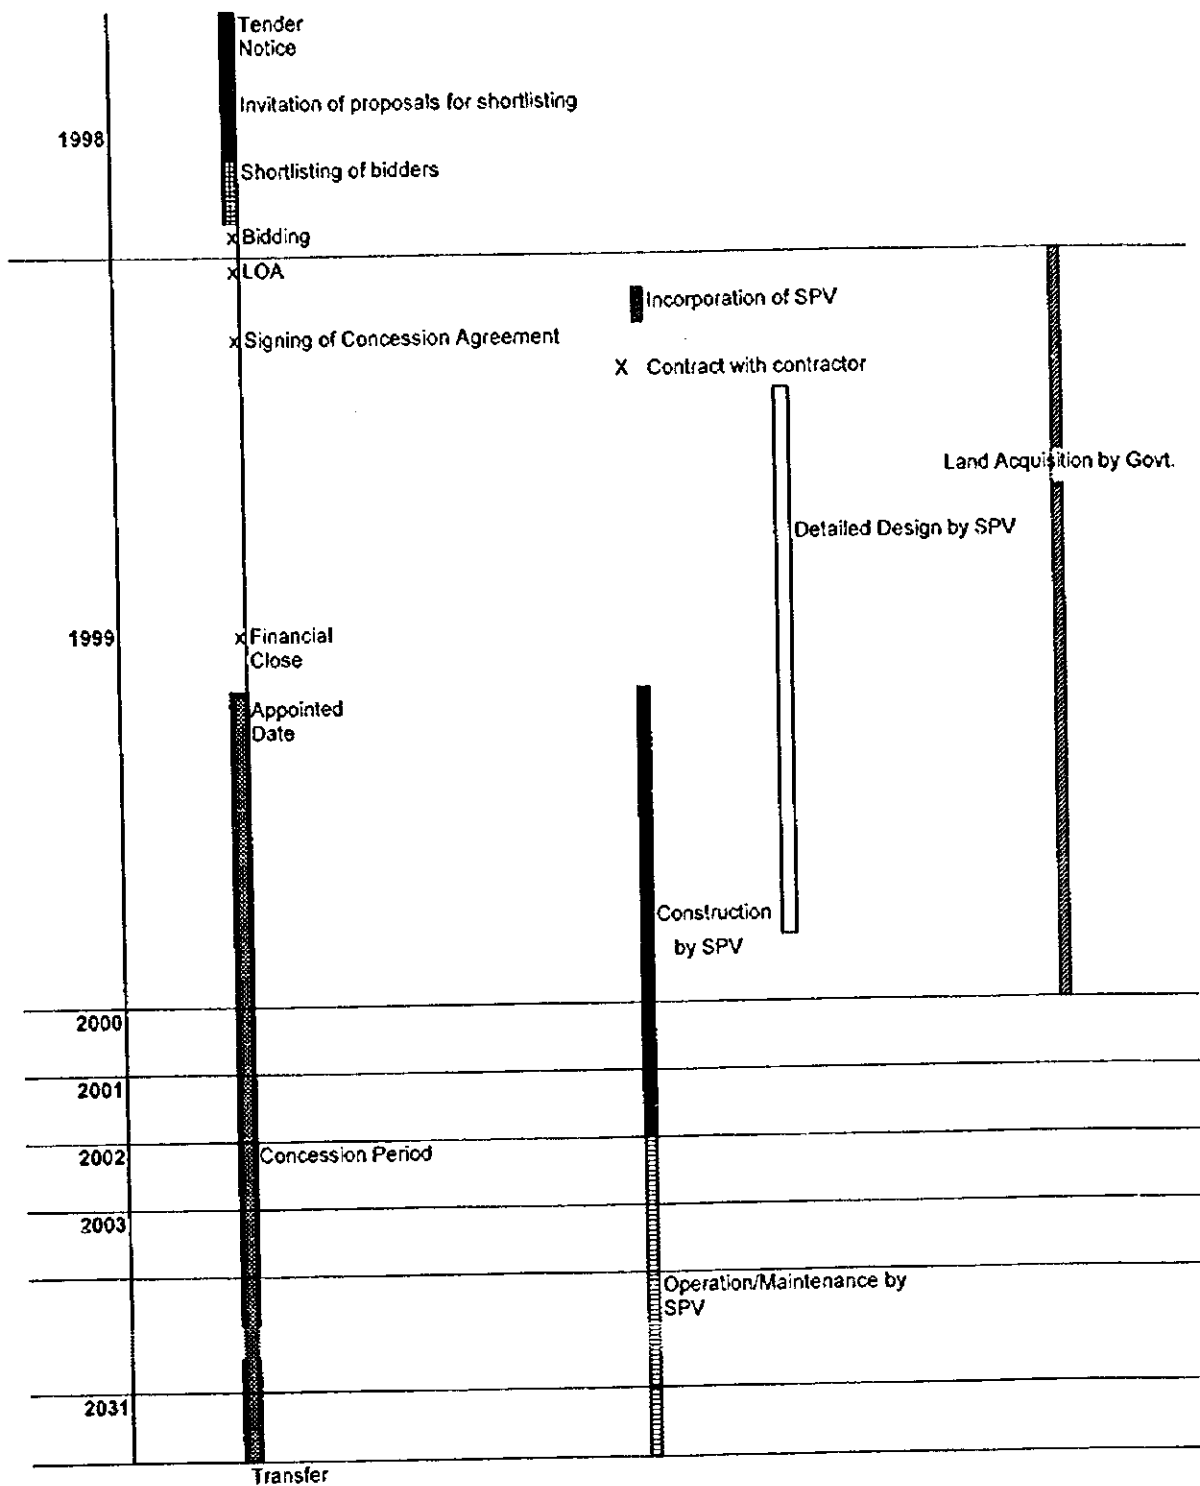 Tender
Notice
Invitation of proposals for shortlisting
1998
Shortlisting of bidders
x Bidding
x LOA
Incorporation of SPV
x Signing of Concession Agreement
X Contract with contractor
Land Acquisition by Govt.
Detailed Design by SPV
1999
x Financial
Close
Appointed
Date
Construction
by SPV
2000
2001
2002
Concession Period
2003
Operation/Maintenance by
SPV
2031
Transfer